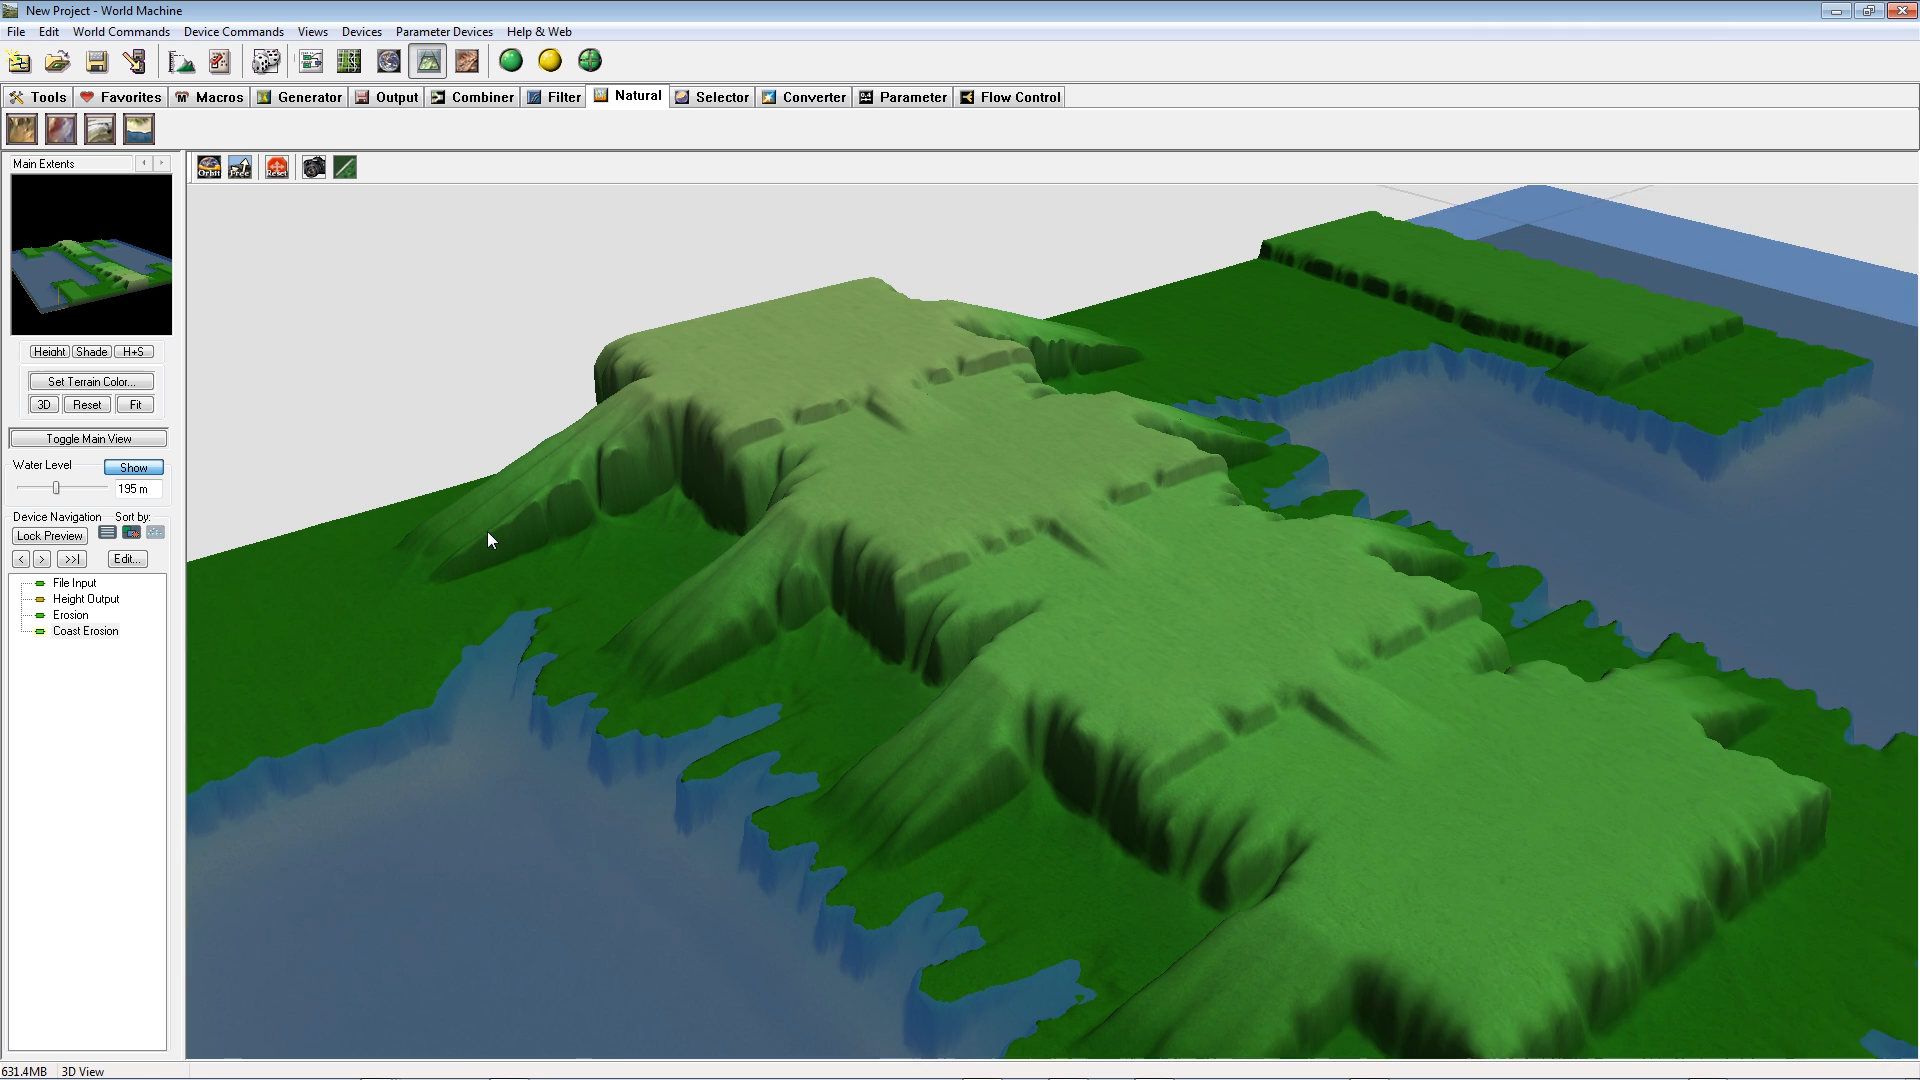 New Project - World Machine
File Edit World Commands Device Commands Views Devices Parameter Devices Help & Web
Tools Favorites Macros Generator Output Combiner Filter Natural Selector Converter Parameter Flow Control
Main Extents
Orbit Free Reset
Height Shade H+S
Set Terrain Color...
3D Reset Fit
Toggle Main View
Water Level Show
195 m
Device Navigation Sort by:
Lock Preview
< > >>| Edit...
File Input
Height Output
Erosion
Coast Erosion
631.4MB 3D View